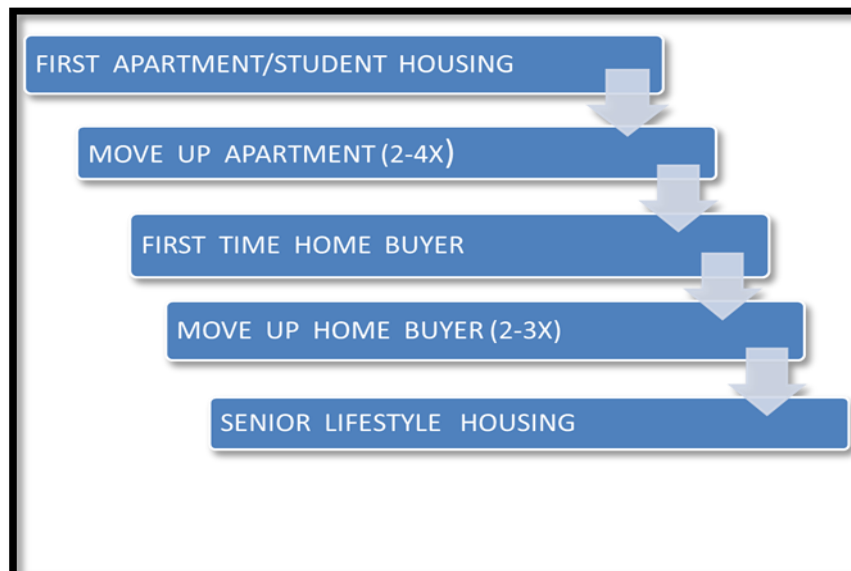 FIRST APARTMENT/STUDENT HOUSING
MOVE UP APARTMENT (2-4X)
FIRST TIME HOME BUYER
MOVE UP HOME BUYER (2-3X)
SENIOR LIFESTYLE HOUSING